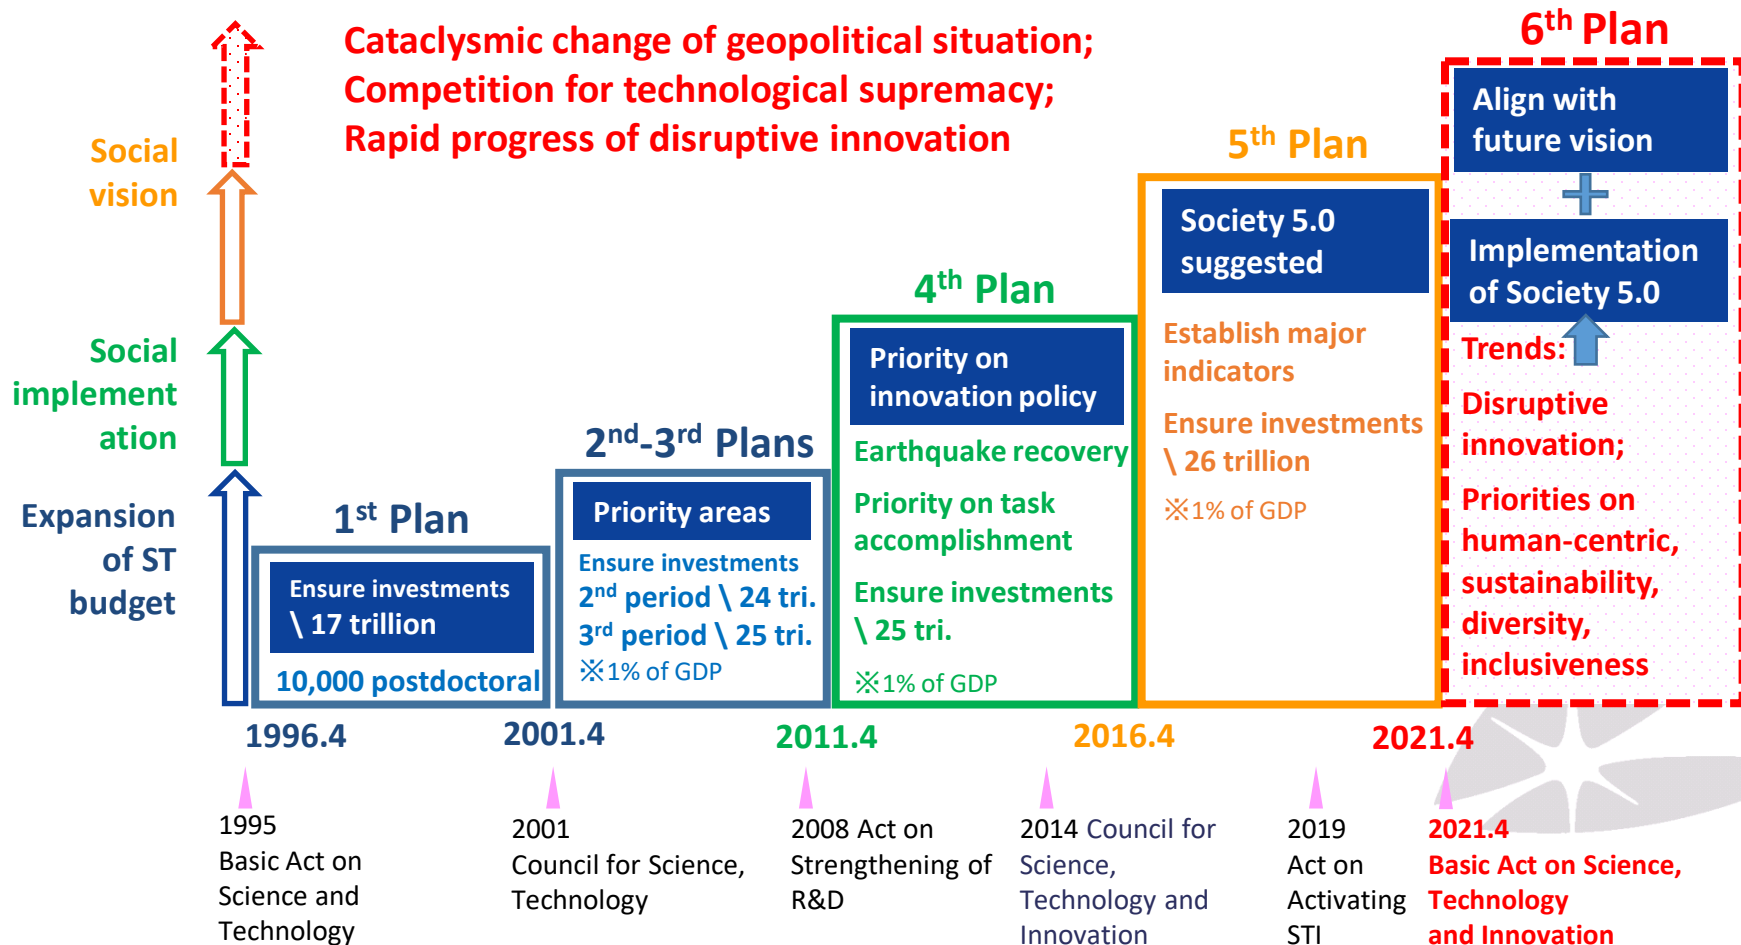 Cataclysmic change of geopolitical situation;
Competition for technological supremacy;
Rapid progress of disruptive innovation
Social
vision
Social
implement
ation
Expansion
of ST
budget
1st Plan
Ensure investments
\ 17 trillion
10,000 postdoctoral
2nd-3rd Plans
Priority areas
Ensure investments
2nd period \ 24 tri.
3rd period \ 25 tri.
※1% of GDP
4th Plan
Priority on
innovation policy
Earthquake recovery
Priority on task
accomplishment
Ensure investments
\ 25 tri.
※1% of GDP
5th Plan
Society 5.0
suggested
Establish major
indicators
Ensure investments
\ 26 trillion
※1% of GDP
6th Plan
Align with
future vision
Implementation
of Society 5.0
Trends:
Disruptive
innovation;
Priorities on
human-centric,
sustainability,
diversity,
inclusiveness
1996.4
2001.4
2011.4
2016.4
2021.4
1995
Basic Act on
Science and
Technology
2001
Council for Science,
Technology
2008 Act on
Strengthening of
R&D
2014 Council for
Science,
Technology and
Innovation
2019
Act on
Activating
STI
2021.4
Basic Act on Science,
Technology
and Innovation